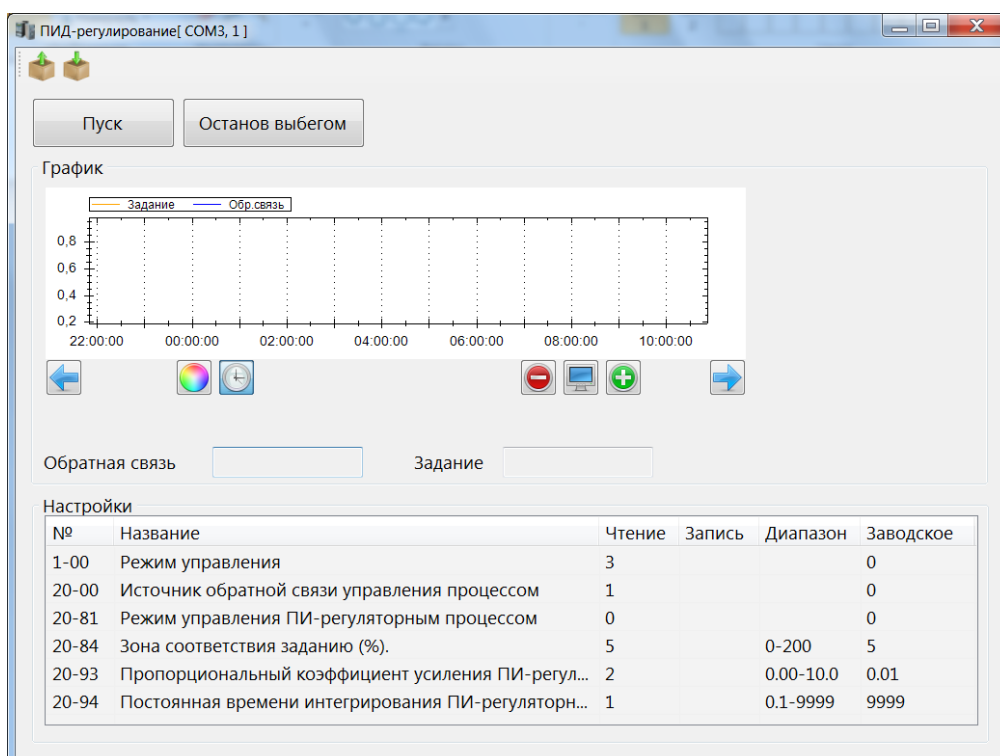 ПИД-регулирование[ COM3, 1 ]
Пуск Останов выбегом
График
Задание Обр.связь
0,8
0,6
0,4
0,2
22:00:00 00:00:00 02:00:00 04:00:00 06:00:00 08:00:00 10:00:00
Обратная связь Задание
Настройки
№ Название Чтение Запись Диапазон Заводское
1-00 Режим управления 3 0
20-00 Источник обратной связи управления процессом 1 0
20-81 Режим управления ПИ-регуляторным процессом 0 0
20-84 Зона соответствия заданию (%). 5 0-200 5
20-93 Пропорциональный коэффициент усиления ПИ-регул... 2 0.00-10.0 0.01
20-94 Постоянная времени интегрирования ПИ-регуляторн... 1 0.1-9999 9999